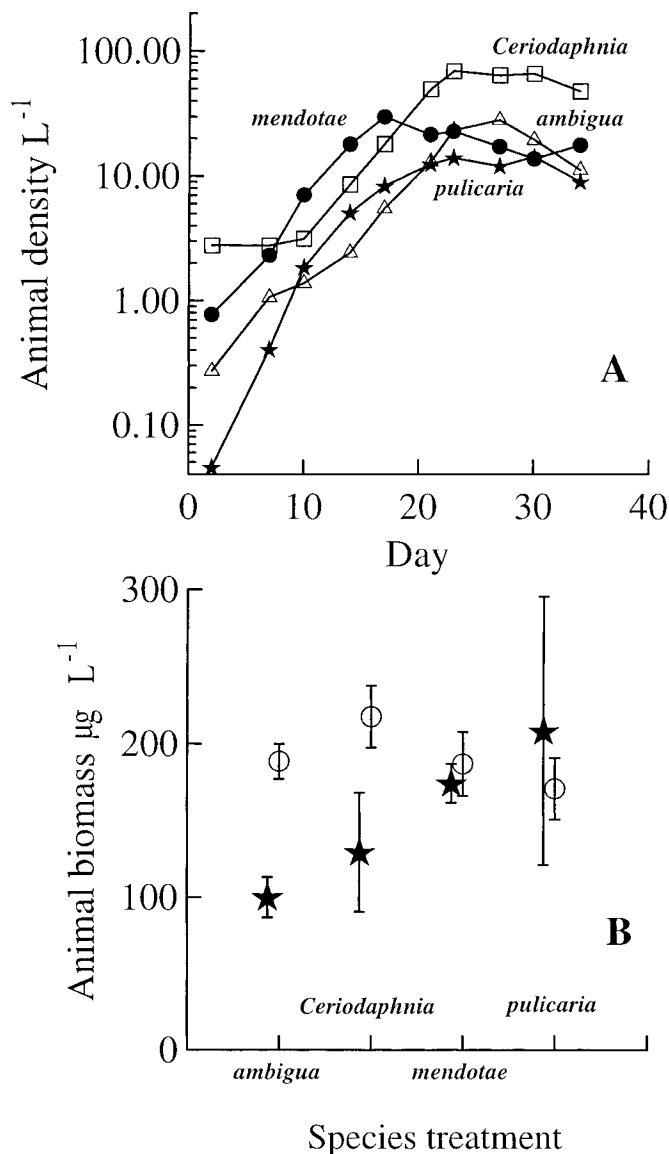 100.00
10.00
1.00
0.10
Animal density L⁻¹
Ceriodaphnia
mendotae
ambigua
pulicaria
A
0 10 20 30 40
Day
300
200
100
0
Animal biomass µg L⁻¹
B
Ceriodaphnia
pulicaria
ambigua
mendotae
Species treatment